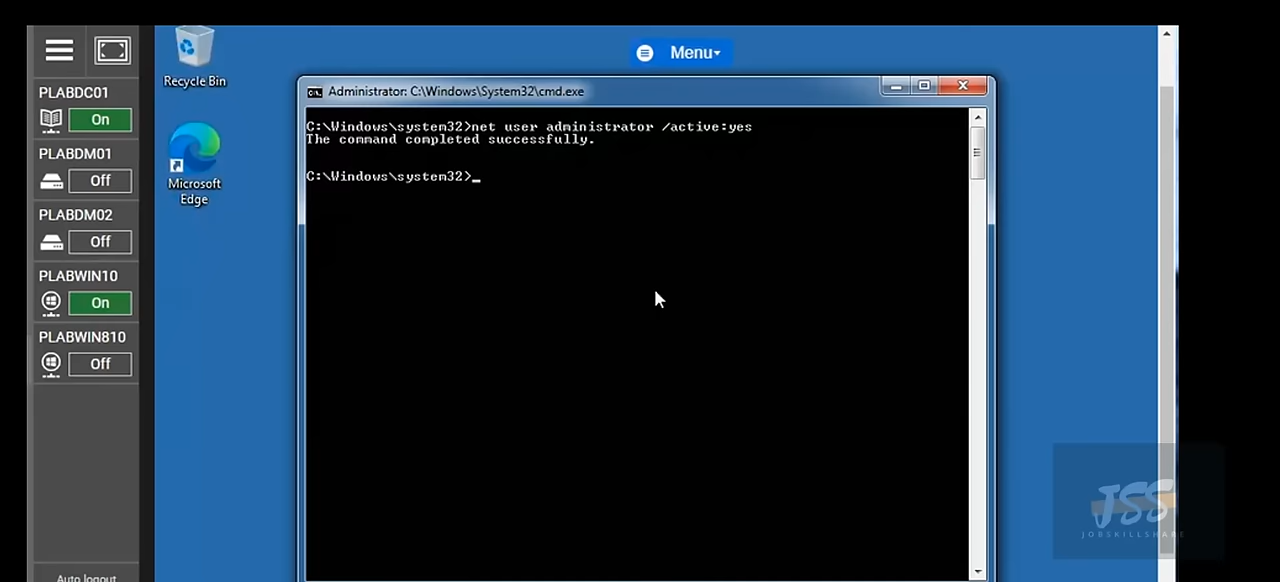 PLABDC01
On
PLABDM01
Off
PLABDM02
Off
PLABWIN10
On
PLABWIN810
Off
Auto logout
Recycle Bin
Microsoft
Edge
Menu
Administrator: C:\Windows\System32\cmd.exe
C:\Windows\system32>net user administrator /active:yes
The command completed successfully.
C:\Windows\system32>_
JSS
JOBSKILLSHARE